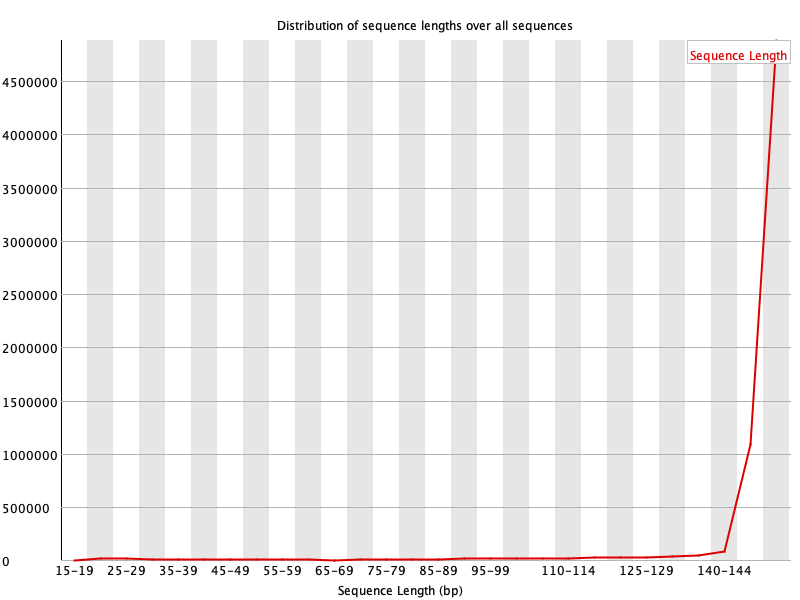 Distribution of sequence lengths over all sequences
Sequence Length
4500000
4000000
3500000
3000000
2500000
2000000
1500000
1000000
500000
0
15-19 25-29 35-39 45-49 55-59 65-69 75-79 85-89 95-99 110-114 125-129 140-144
Sequence Length (bp)